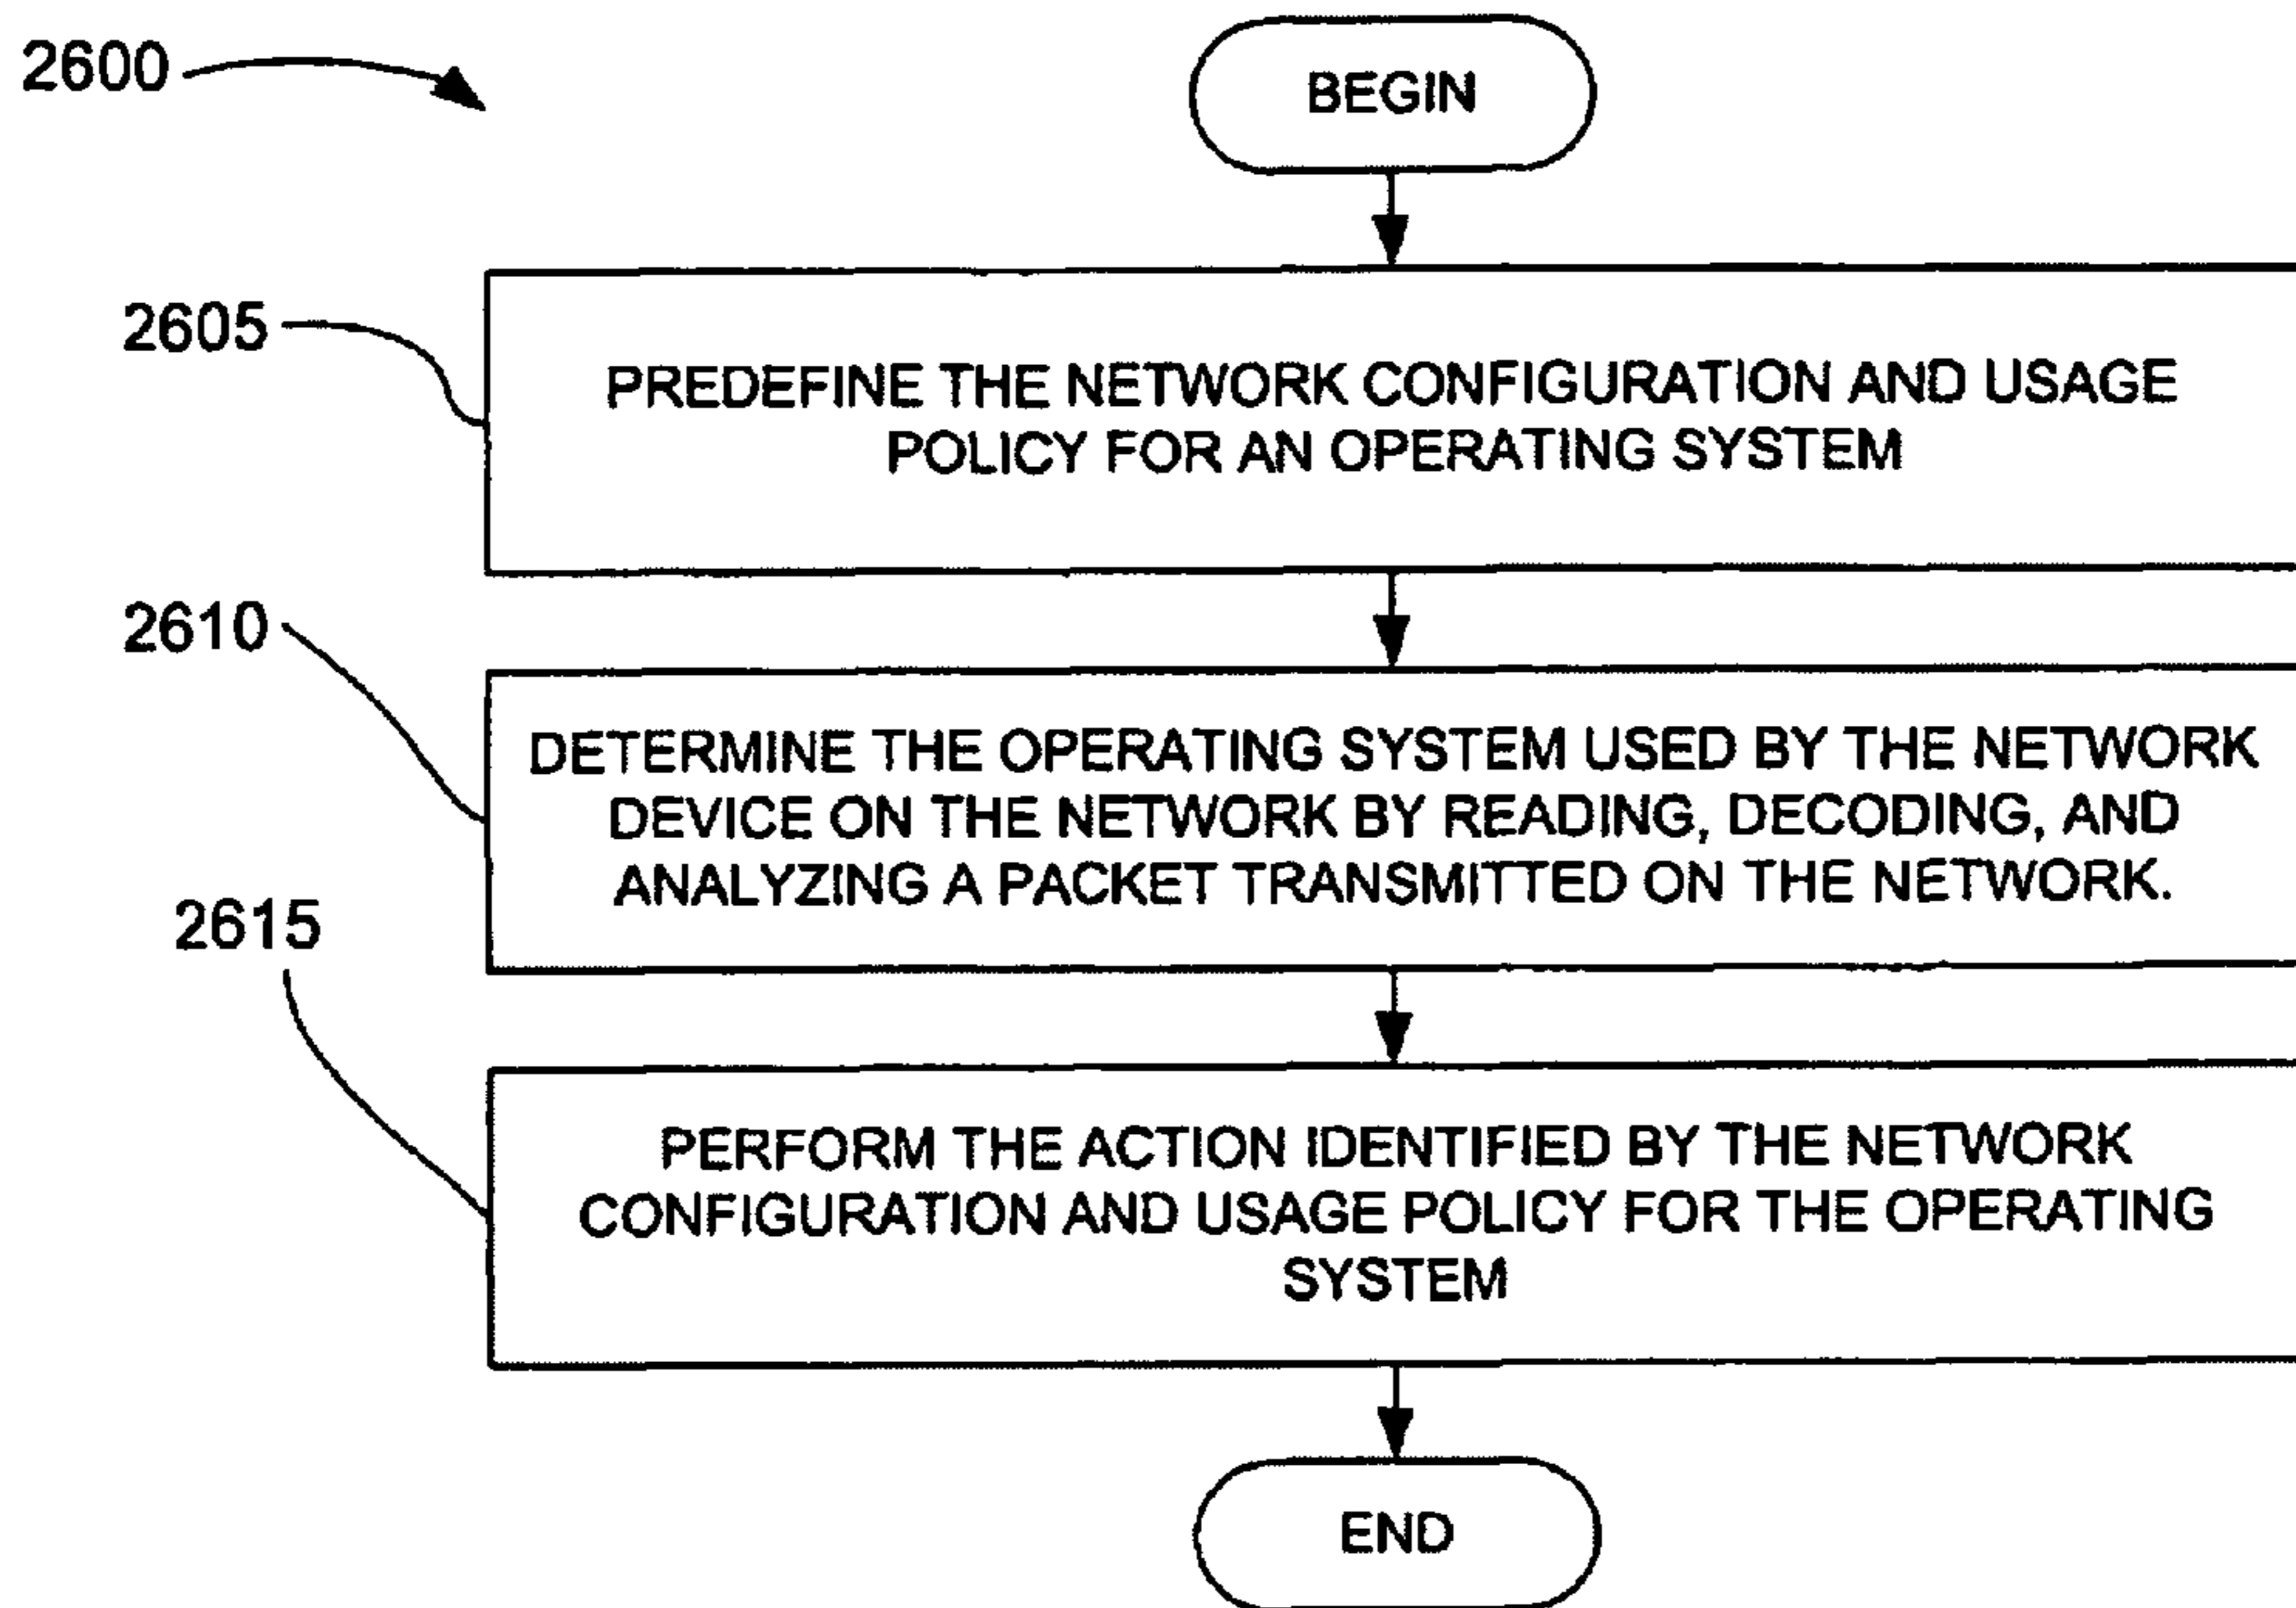 2600
BEGIN
2605
PREDEFINE THE NETWORK CONFIGURATION AND USAGE
POLICY FOR AN OPERATING SYSTEM
2610
DETERMINE THE OPERATING SYSTEM USED BY THE NETWORK
DEVICE ON THE NETWORK BY READING, DECODING, AND
ANALYZING A PACKET TRANSMITTED ON THE NETWORK.
2615
PERFORM THE ACTION IDENTIFIED BY THE NETWORK
CONFIGURATION AND USAGE POLICY FOR THE OPERATING
SYSTEM
END